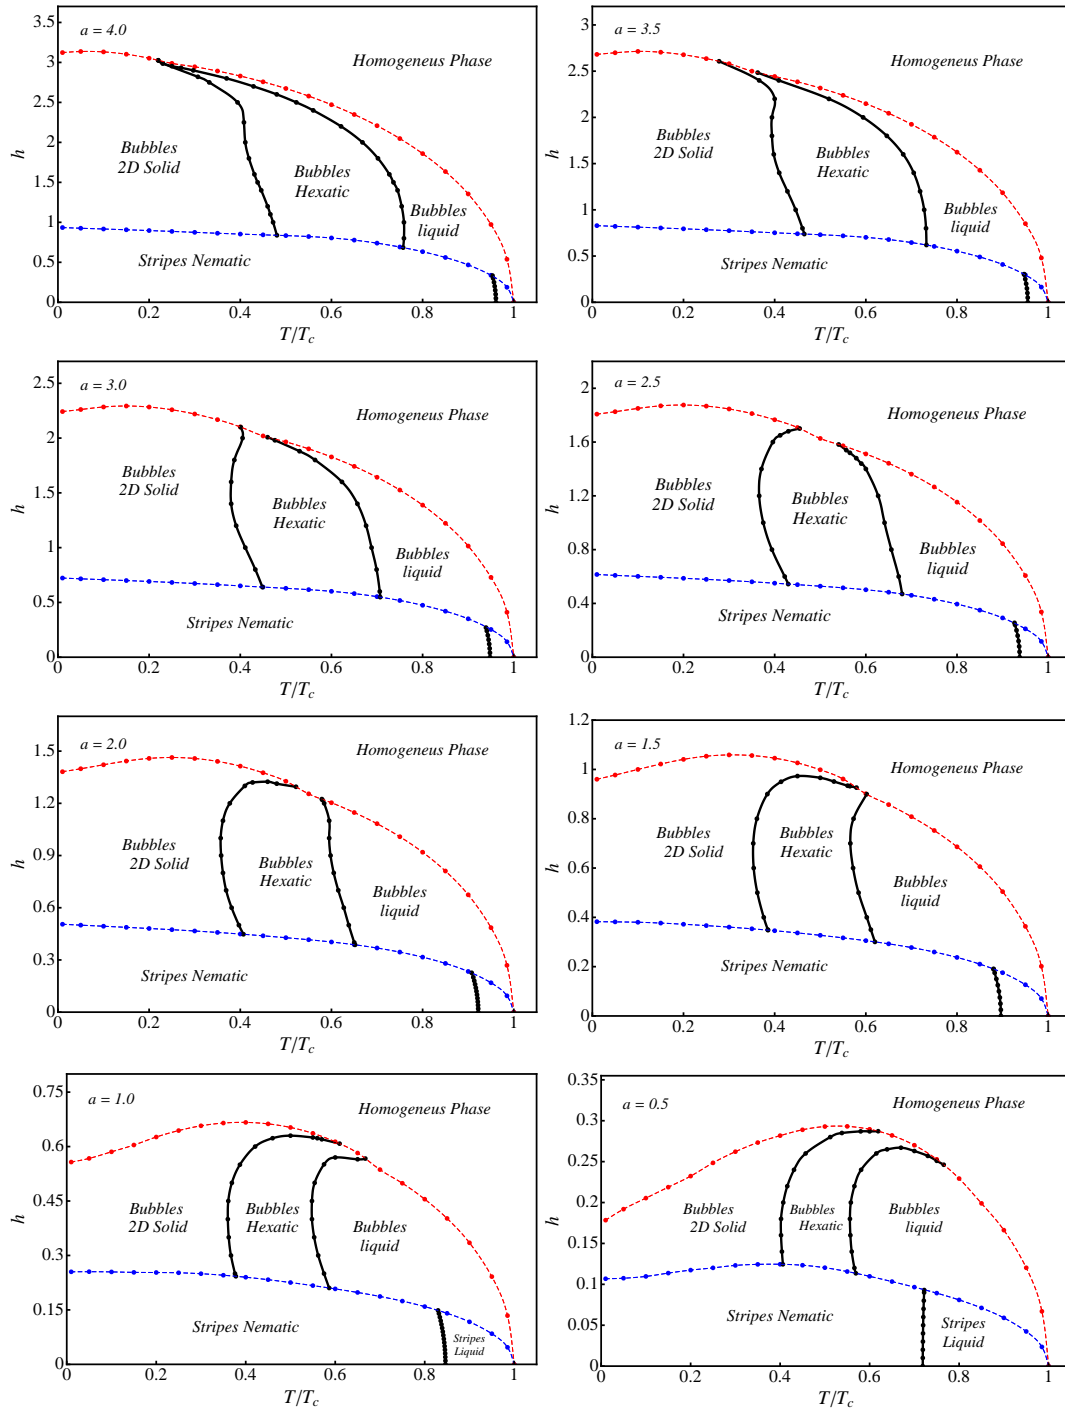 a = 4.0
Homogeneus Phase
Bubbles
2D Solid
Bubbles
Hexatic
Bubbles
liquid
Stripes Nematic
h
3.5
3
2.5
2
1.5
1
0.5
0
0
0.2
0.4
0.6
0.8
1
T/Tc
a = 3.5
Homogeneus Phase
Bubbles
2D Solid
Bubbles
Hexatic
Bubbles
liquid
Stripes Nematic
h
3
2.5
2
1.5
1
0.5
0
0
0.2
0.4
0.6
0.8
1
T/Tc
a = 3.0
Homogeneus Phase
Bubbles
2D Solid
Bubbles
Hexatic
Bubbles
liquid
Stripes Nematic
h
2.5
2
1.5
1
0.5
0
0
0.2
0.4
0.6
0.8
1
T/Tc
a = 2.5
Homogeneus Phase
Bubbles
2D Solid
Bubbles
Hexatic
Bubbles
liquid
Stripes Nematic
h
2
1.6
1.2
0.8
0.4
0
0
0.2
0.4
0.6
0.8
1
T/Tc
a = 2.0
Homogeneus Phase
Bubbles
2D Solid
Bubbles
Hexatic
Bubbles
liquid
Stripes Nematic
h
1.5
1.2
0.9
0.6
0.3
0
0
0.2
0.4
0.6
0.8
1
T/Tc
a = 1.5
Homogeneus Phase
Bubbles
2D Solid
Bubbles
Hexatic
Bubbles
liquid
Stripes Nematic
h
1.2
1
0.8
0.6
0.4
0.2
0
0
0.2
0.4
0.6
0.8
1
T/Tc
a = 1.0
Homogeneus Phase
Bubbles
2D Solid
Bubbles
Hexatic
Bubbles
liquid
Stripes Nematic
Stripes
Liquid
h
0.75
0.6
0.45
0.3
0.15
0
0
0.2
0.4
0.6
0.8
1
T/Tc
a = 0.5
Homogeneus Phase
Bubbles
2D Solid
Bubbles
Hexatic
Bubbles
liquid
Stripes Nematic
Stripes
Liquid
h
0.35
0.3
0.25
0.2
0.15
0.1
0.05
0
0
0.2
0.4
0.6
0.8
1
T/Tc